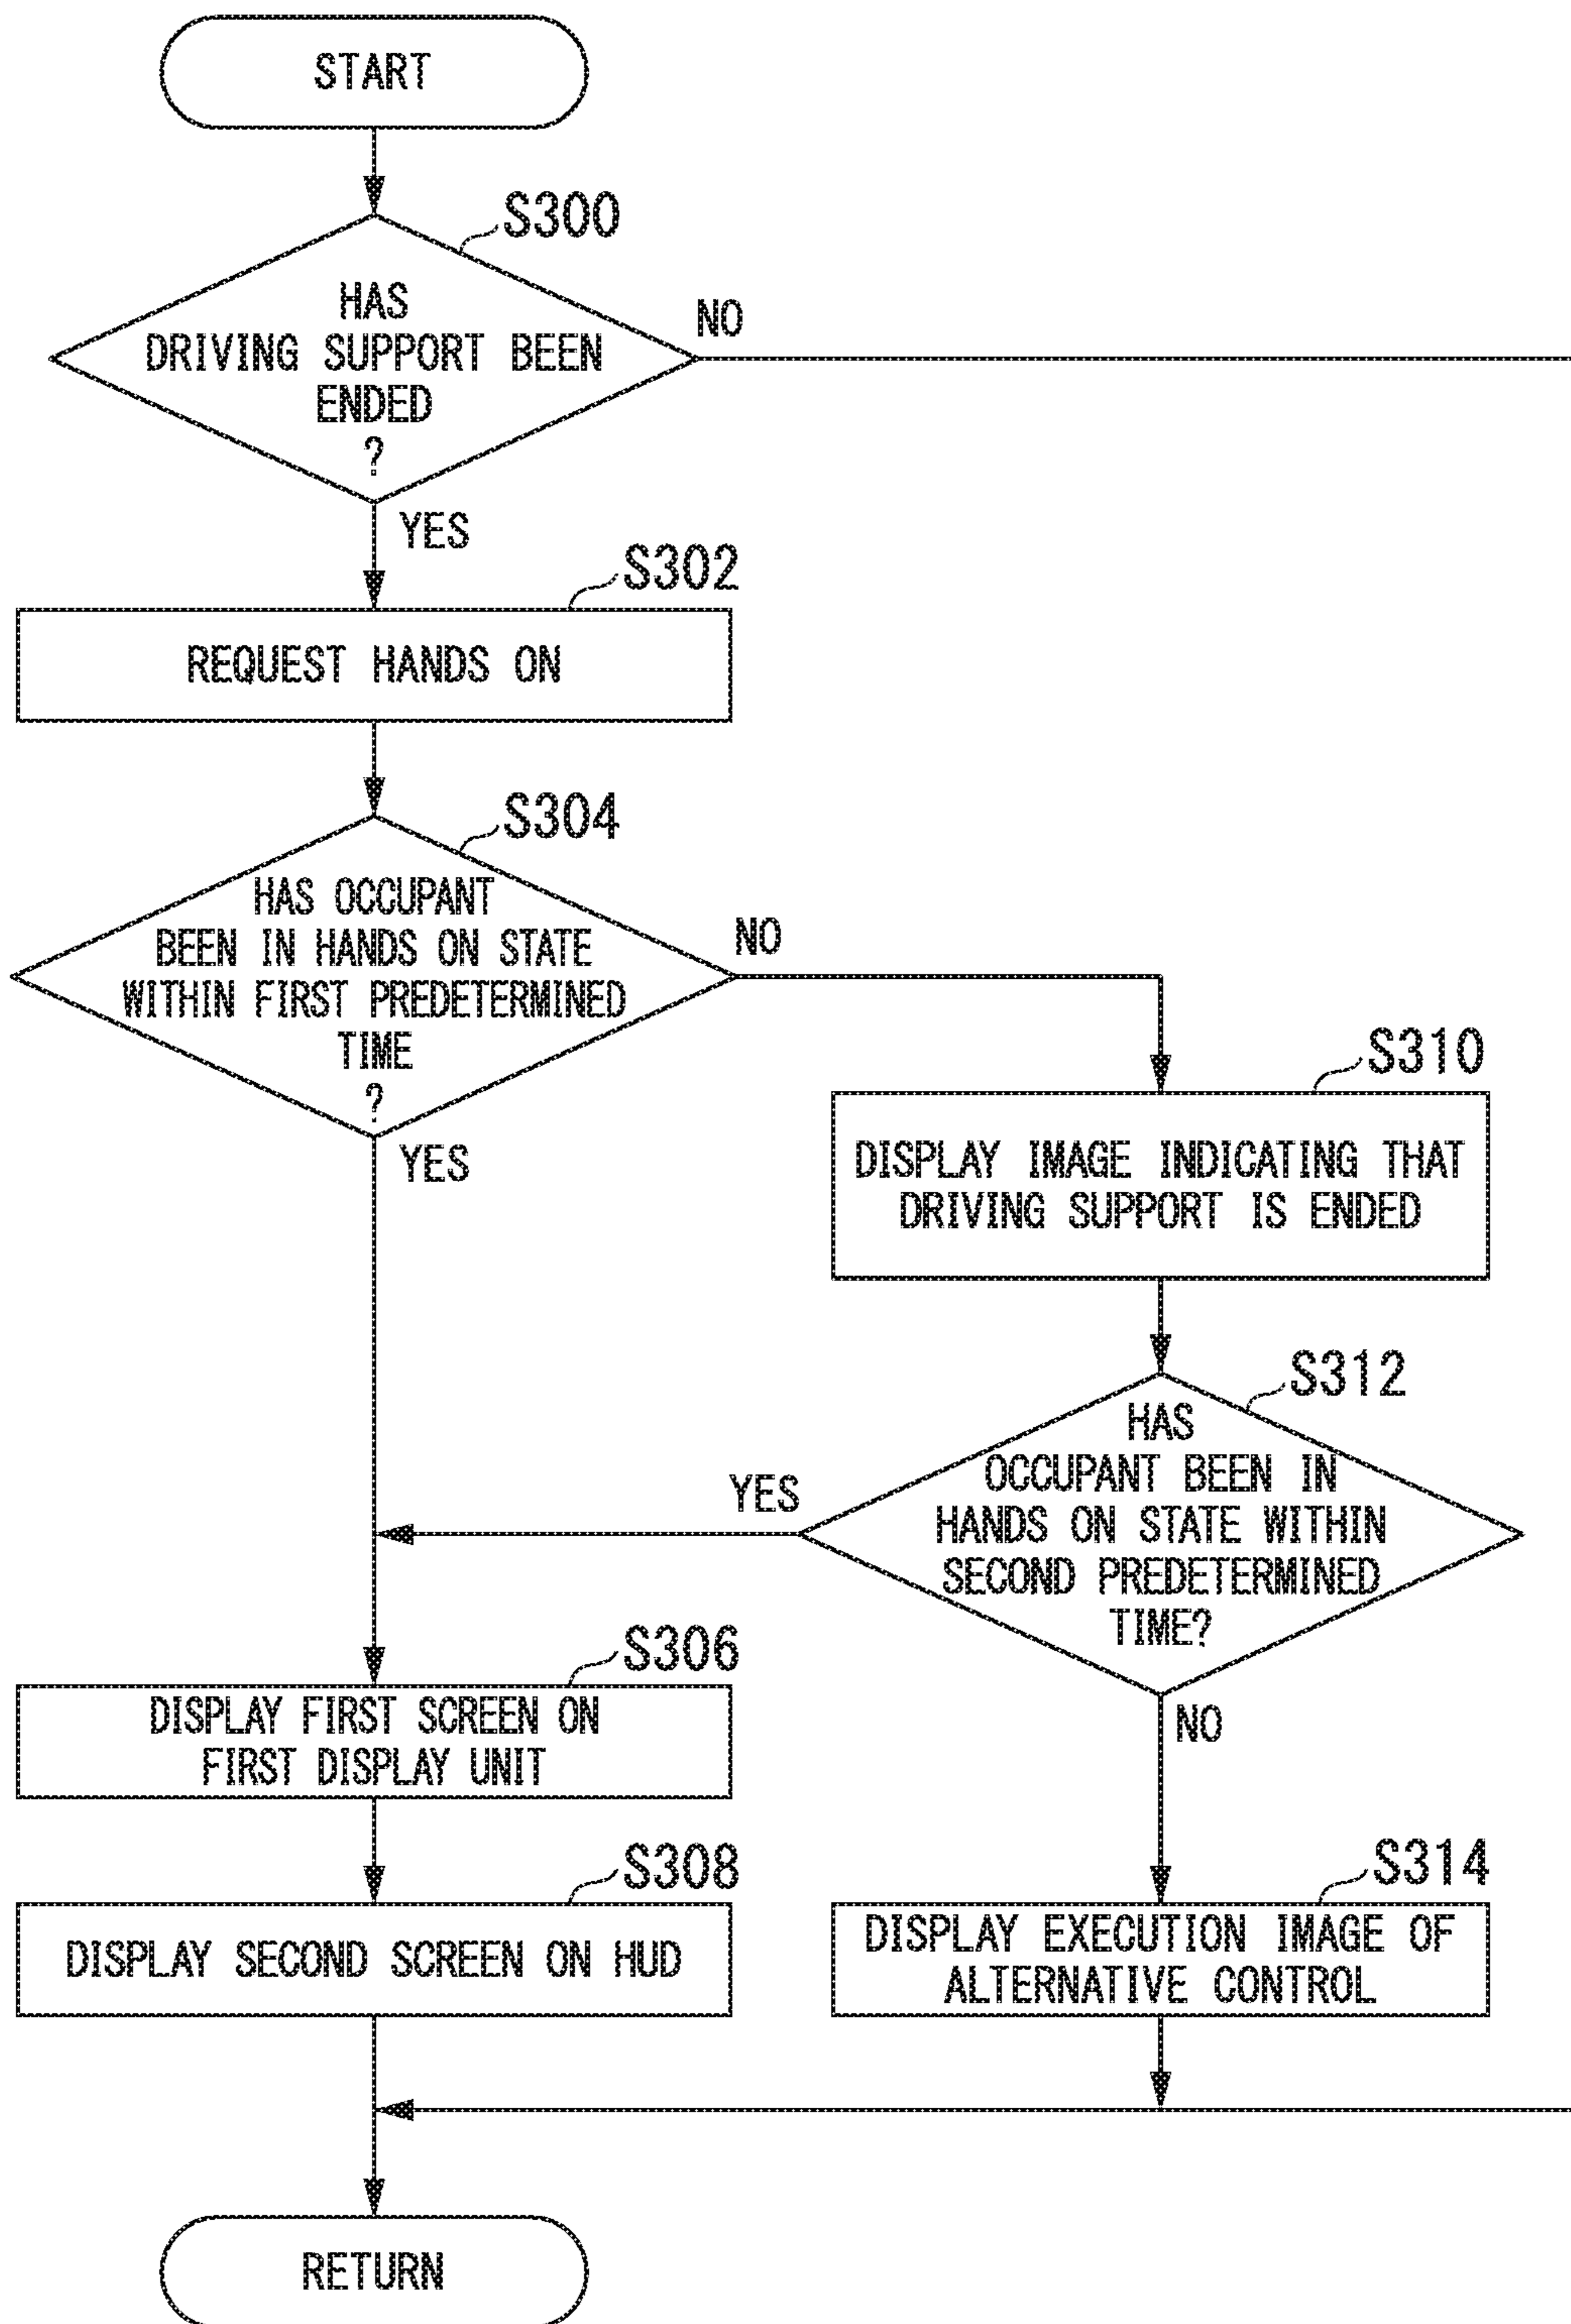 START
S300
HAS
DRIVING SUPPORT BEEN
ENDED
?
NO
YES
S302
REQUEST HANDS ON
S304
HAS OCCUPANT
BEEN IN HANDS ON STATE
WITHIN FIRST PREDETERMINED
TIME
?
NO
YES
S310
DISPLAY IMAGE INDICATING THAT
DRIVING SUPPORT IS ENDED
S312
HAS
OCCUPANT BEEN IN
HANDS ON STATE WITHIN
SECOND PREDETERMINED
TIME?
YES
NO
S306
DISPLAY FIRST SCREEN ON
FIRST DISPLAY UNIT
S308
DISPLAY SECOND SCREEN ON HUD
S314
DISPLAY EXECUTION IMAGE OF
ALTERNATIVE CONTROL
RETURN